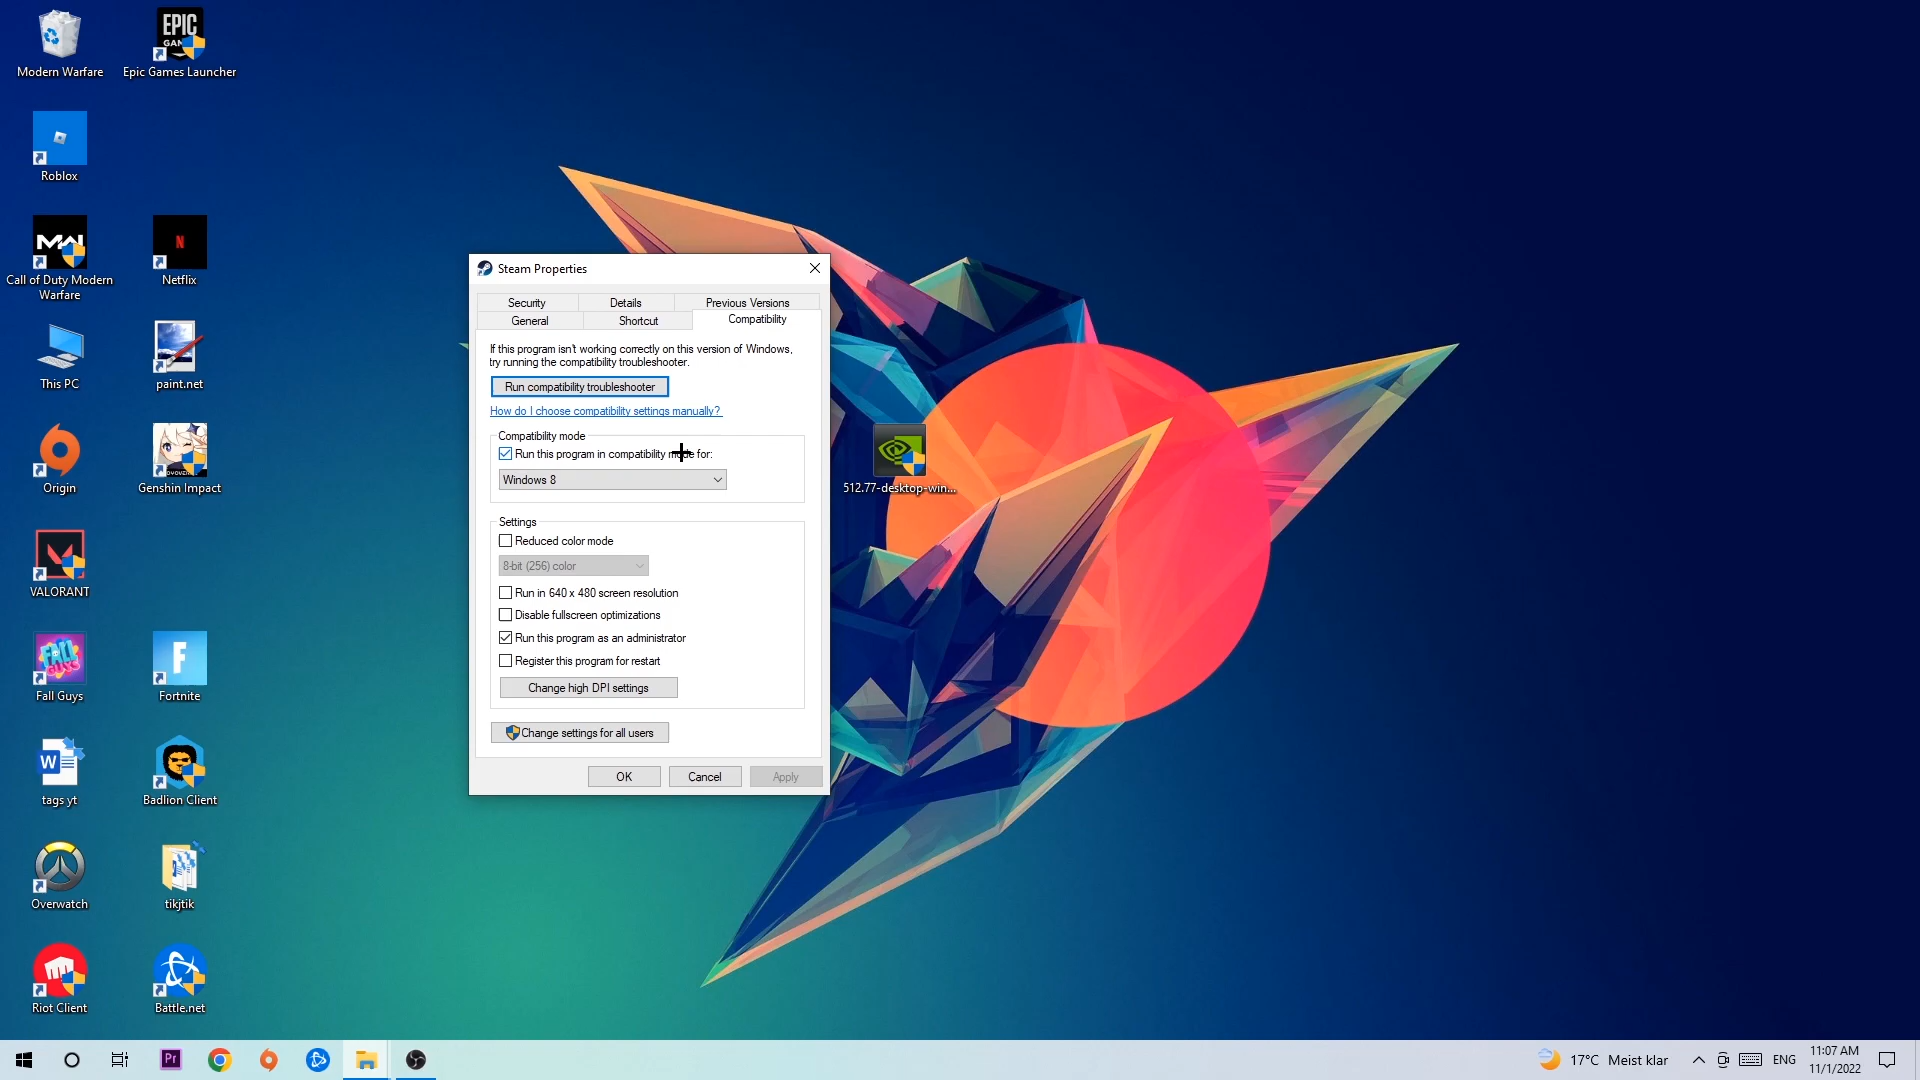 Modern Warfare
EPIC
GAMES
Epic Games Launcher
Roblox
MW
Call of Duty Modern
Warfare
N
Netflix
This PC
paint.net
Origin
Genshin Impact
VALORANT
FALL
GUYS
Fall Guys
F
Fortnite
W
tags yt
Badlion Client
Overwatch
tikjtik
Riot Client
Battle.net
Steam Properties
Security
Details
Previous Versions
General
Shortcut
Compatibility
If this program isn't working correctly on this version of Windows,
try running the compatibility troubleshooter.
Run compatibility troubleshooter
How do I choose compatibility settings manually?
Compatibility mode
Run this program in compatibility mode for:
Windows 8
Settings
Reduced color mode
8-bit (256) color
Run in 640 x 480 screen resolution
Disable fullscreen optimizations
Run this program as an administrator
Register this program for restart
Change high DPI settings
Change settings for all users
OK
Cancel
Apply
512.77-desktop-win...
Pr
17°C Meist klar
ENG
11:07 AM
11/1/2022